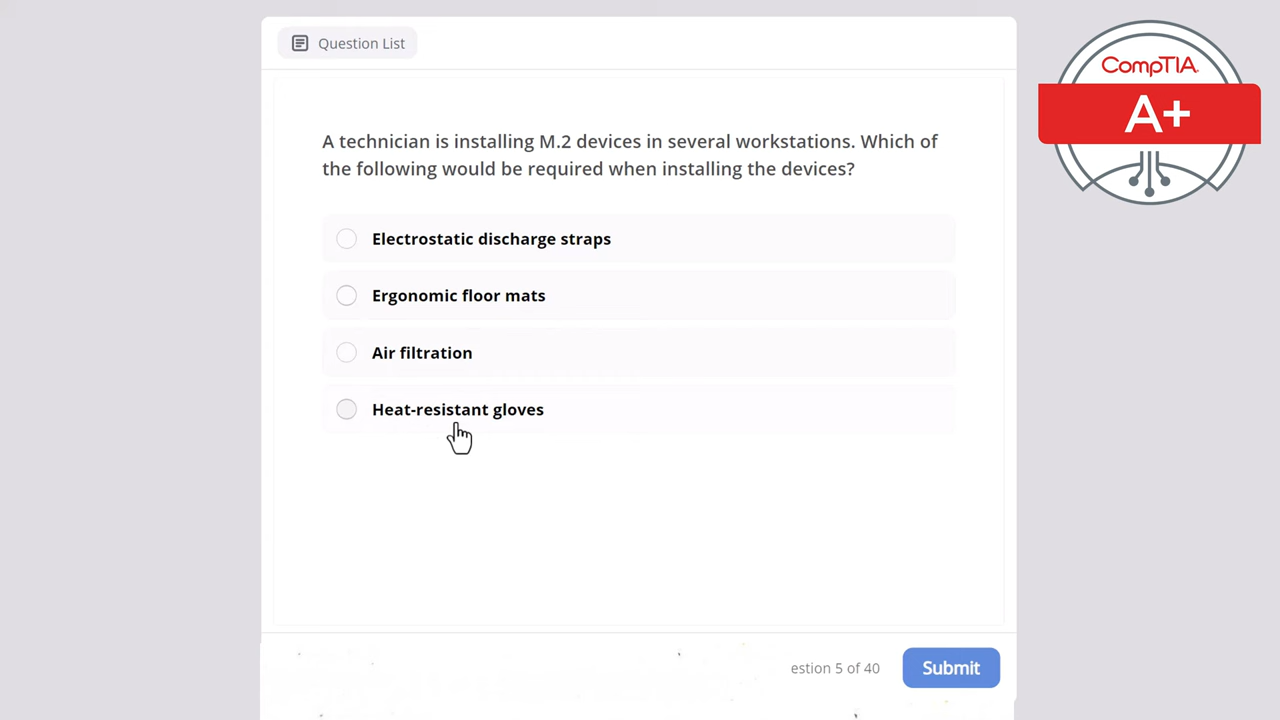 Question List
CompTIA.
A+
A technician is installing M.2 devices in several workstations. Which of
the following would be required when installing the devices?
Electrostatic discharge straps
Ergonomic floor mats
Air filtration
Heat-resistant gloves
estion 5 of 40
Submit